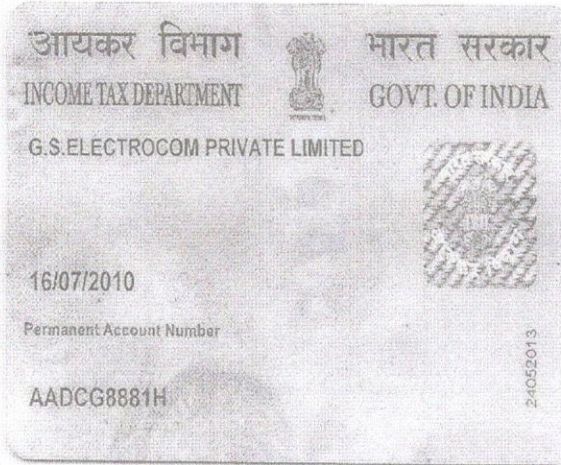 आयकर विभाग
भारत सरकार
INCOME TAX DEPARTMENT
GOVT. OF INDIA
G.S.ELECTROCOM PRIVATE LIMITED
16/07/2010
Permanent Account Number
AADCG8881H
24052013